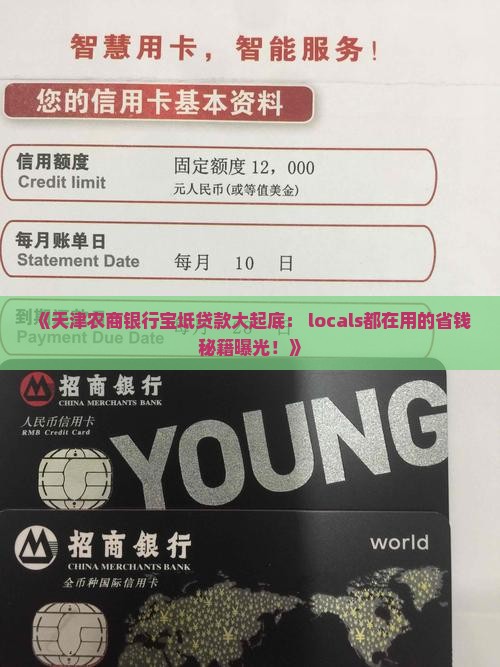 智慧用卡，智能服务！
您的信用卡基本资料
信用额度
Credit limit
固定额度 12，000
元人民币(或等值美金)
每月账单日
Statement Date
每月 10 日
《天津农商银行宝坻贷款大起底： locals都在用的省钱
秘籍曝光！》
Payment Due Date
招商银行
CHINA MERCHANTS BANK
人民币信用卡
RMB Credit Card
YOUNG
招商银行
CHINA MERCHANTS BANK
全币种国际信用卡
world